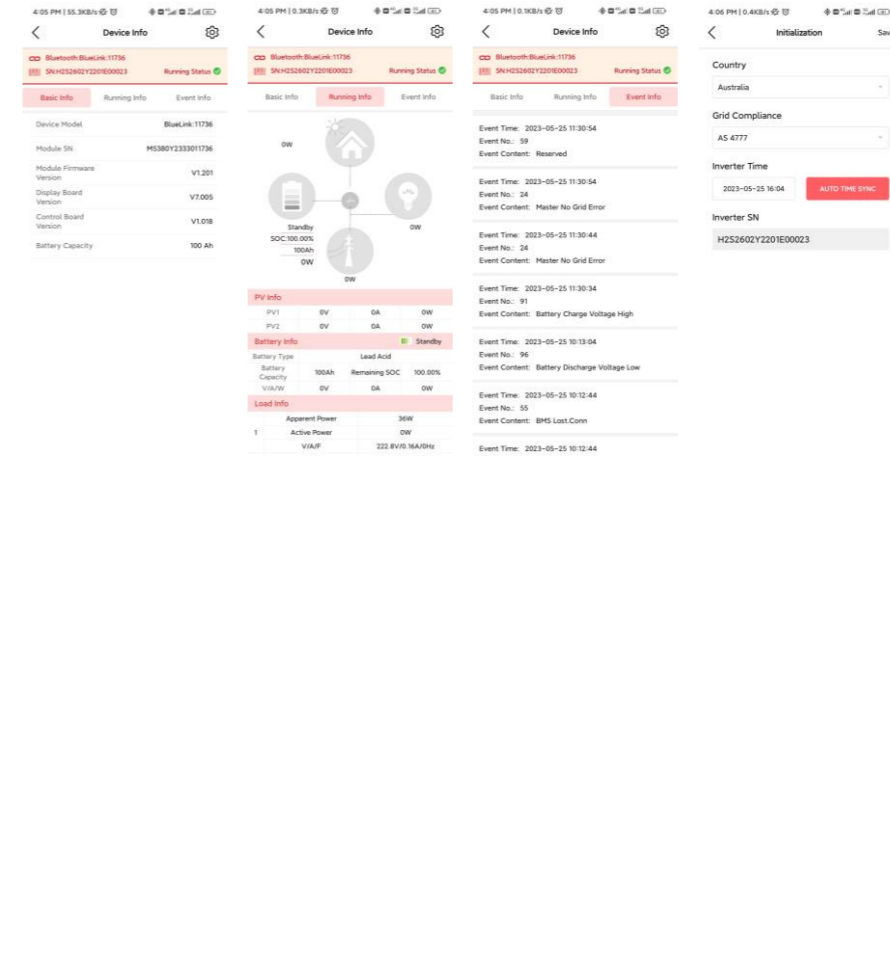 4:05 PM | 55.3KB/s
Device Info
Bluetooth:BlueLink:11736
SN:H2S2602Y2201E00023 Running Status
Basic Info Running Info Event Info
Device Model BlueLink:11736
Module SN M5380Y2333011736
Module Firmware
Version V1.201
Display Board
Version V7.005
Control Board
Version V1.018
Battery Capacity 100 Ah
4:05 PM | 0.3KB/s
Device Info
Bluetooth:BlueLink:11736
SN:H2S2602Y2201E00023 Running Status
Basic Info Running Info Event Info
0W
Standby
SOC:100.00%
100Ah
0W
0W
0W
PV Info
PV1 0V 0A 0W
PV2 0V 0A 0W
Battery Info Standby
Battery Type Lead Acid
Battery
Capacity 100Ah Remaining SOC 100.00%
V/A/W 0V 0A 0W
Load info
Apparent Power 36W
1 Active Power 0W
V/A/F 222.8V/0.16A/0Hz
4:05 PM | 0.1KB/s
Device Info
Bluetooth:BlueLink:11736
SN:H2S2602Y2201E00023 Running Status
Basic Info Running Info Event Info
Event Time: 2023-05-25 11:30:54
Event No.: 59
Event Content: Reserved
Event Time: 2023-05-25 11:30:54
Event No.: 24
Event Content: Master No Grid Error
Event Time: 2023-05-25 11:30:44
Event No.: 24
Event Content: Master No Grid Error
Event Time: 2023-05-25 11:30:34
Event No.: 91
Event Content: Battery Charge Voltage High
Event Time: 2023-05-25 10:13:04
Event No.: 96
Event Content: Battery Discharge Voltage Low
Event Time: 2023-05-25 10:12:44
Event No.: 55
Event Content: BMS Lost.Conn
Event Time: 2023-05-25 10:12:44
4:06 PM | 0.4KB/s
Initialization Sav
Country
Australia
Grid Compliance
AS 4777
Inverter Time
2023-05-25 16:04 AUTO TIME SYNC
Inverter SN
H2S2602Y2201E00023